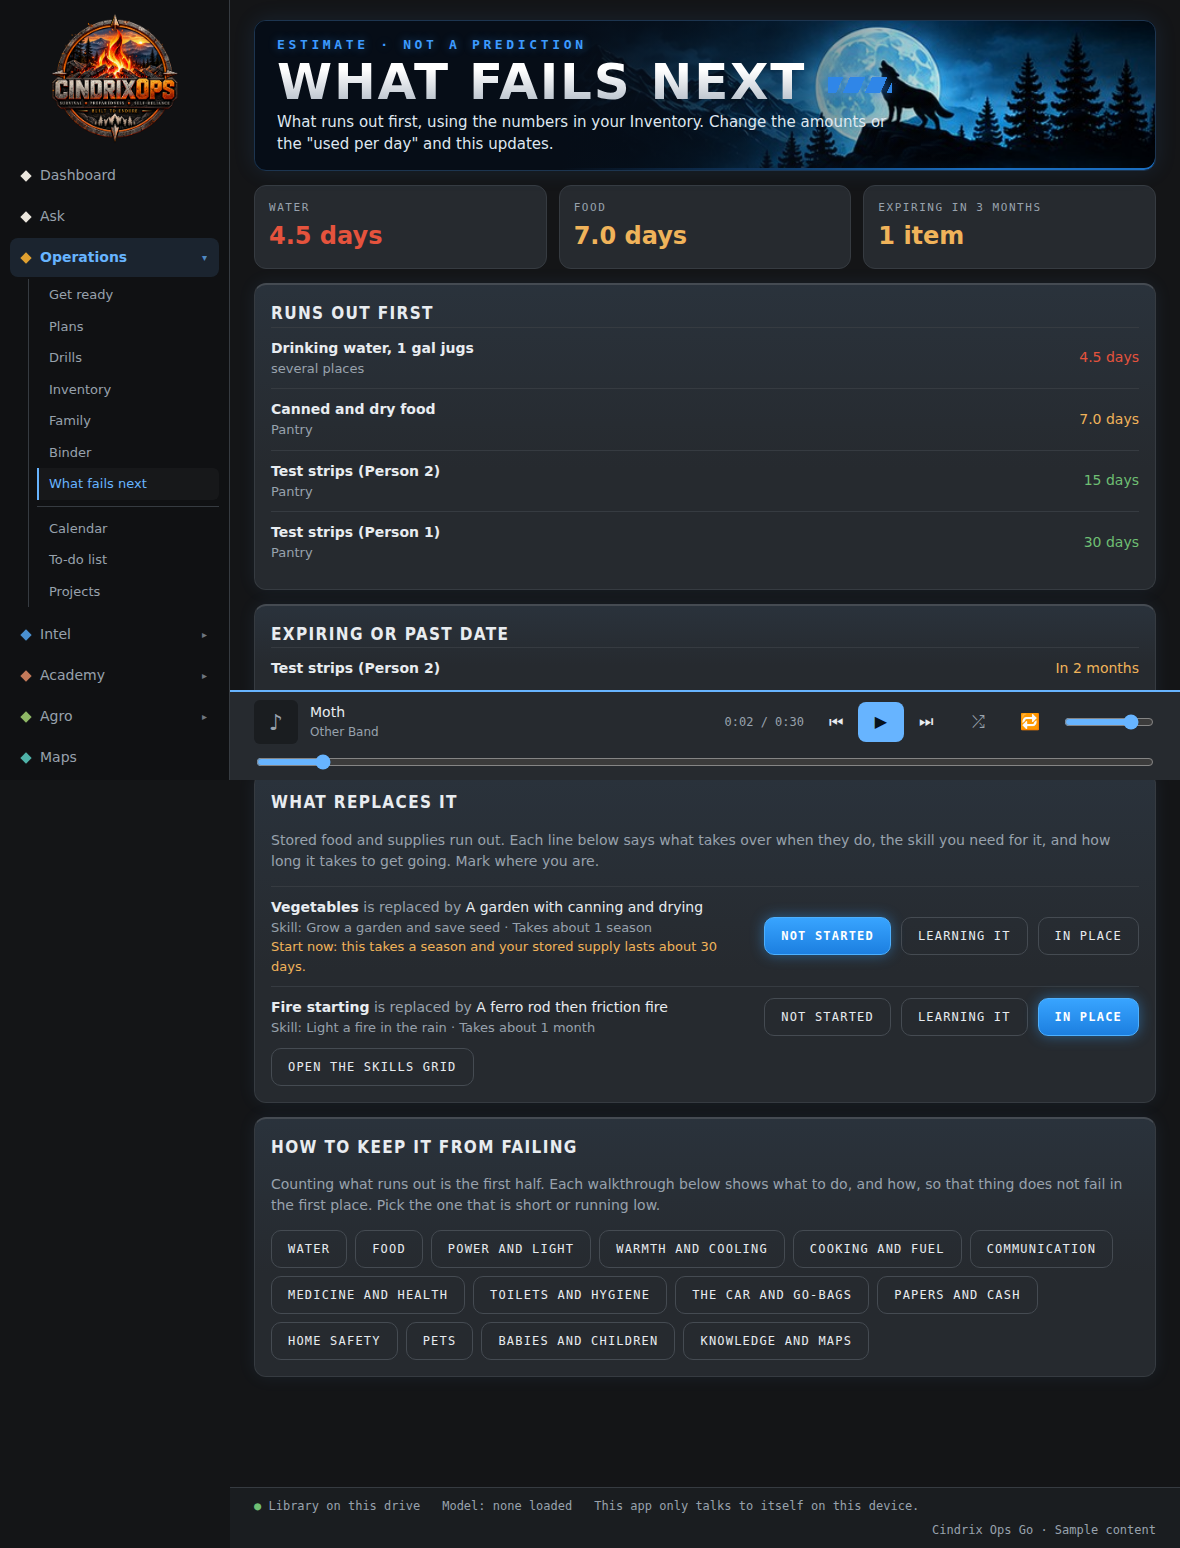 CINDRIXOPS
SURVIVAL • PREPAREDNESS • SELF-RELIANCE
BUILT TO ENDURE
Dashboard
Ask
Operations
Get ready
Plans
Drills
Inventory
Family
Binder
What fails next
Calendar
To-do list
Projects
Intel
Academy
Agro
Maps
ESTIMATE · NOT A PREDICTION
WHAT FAILS NEXT
What runs out first, using the numbers in your Inventory. Change the amounts or
the "used per day" and this updates.
WATER
4.5 days
FOOD
7.0 days
EXPIRING IN 3 MONTHS
1 item
RUNS OUT FIRST
Drinking water, 1 gal jugs
several places
4.5 days
Canned and dry food
Pantry
7.0 days
Test strips (Person 2)
Pantry
15 days
Test strips (Person 1)
Pantry
30 days
EXPIRING OR PAST DATE
Test strips (Person 2)
In 2 months
Moth
Other Band
0:02 / 0:30
WHAT REPLACES IT
Stored food and supplies run out. Each line below says what takes over when they do, the skill you need for it, and how
long it takes to get going. Mark where you are.
Vegetables is replaced by A garden with canning and drying
Skill: Grow a garden and save seed · Takes about 1 season
Start now: this takes a season and your stored supply lasts about 30
days.
NOT STARTED LEARNING IT IN PLACE
Fire starting is replaced by A ferro rod then friction fire
Skill: Light a fire in the rain · Takes about 1 month
NOT STARTED LEARNING IT IN PLACE
OPEN THE SKILLS GRID
HOW TO KEEP IT FROM FAILING
Counting what runs out is the first half. Each walkthrough below shows what to do, and how, so that thing does not fail in
the first place. Pick the one that is short or running low.
WATER FOOD POWER AND LIGHT WARMTH AND COOLING COOKING AND FUEL COMMUNICATION
MEDICINE AND HEALTH TOILETS AND HYGIENE THE CAR AND GO-BAGS PAPERS AND CASH
HOME SAFETY PETS BABIES AND CHILDREN KNOWLEDGE AND MAPS
Library on this drive Model: none loaded This app only talks to itself on this device.
Cindrix Ops Go · Sample content